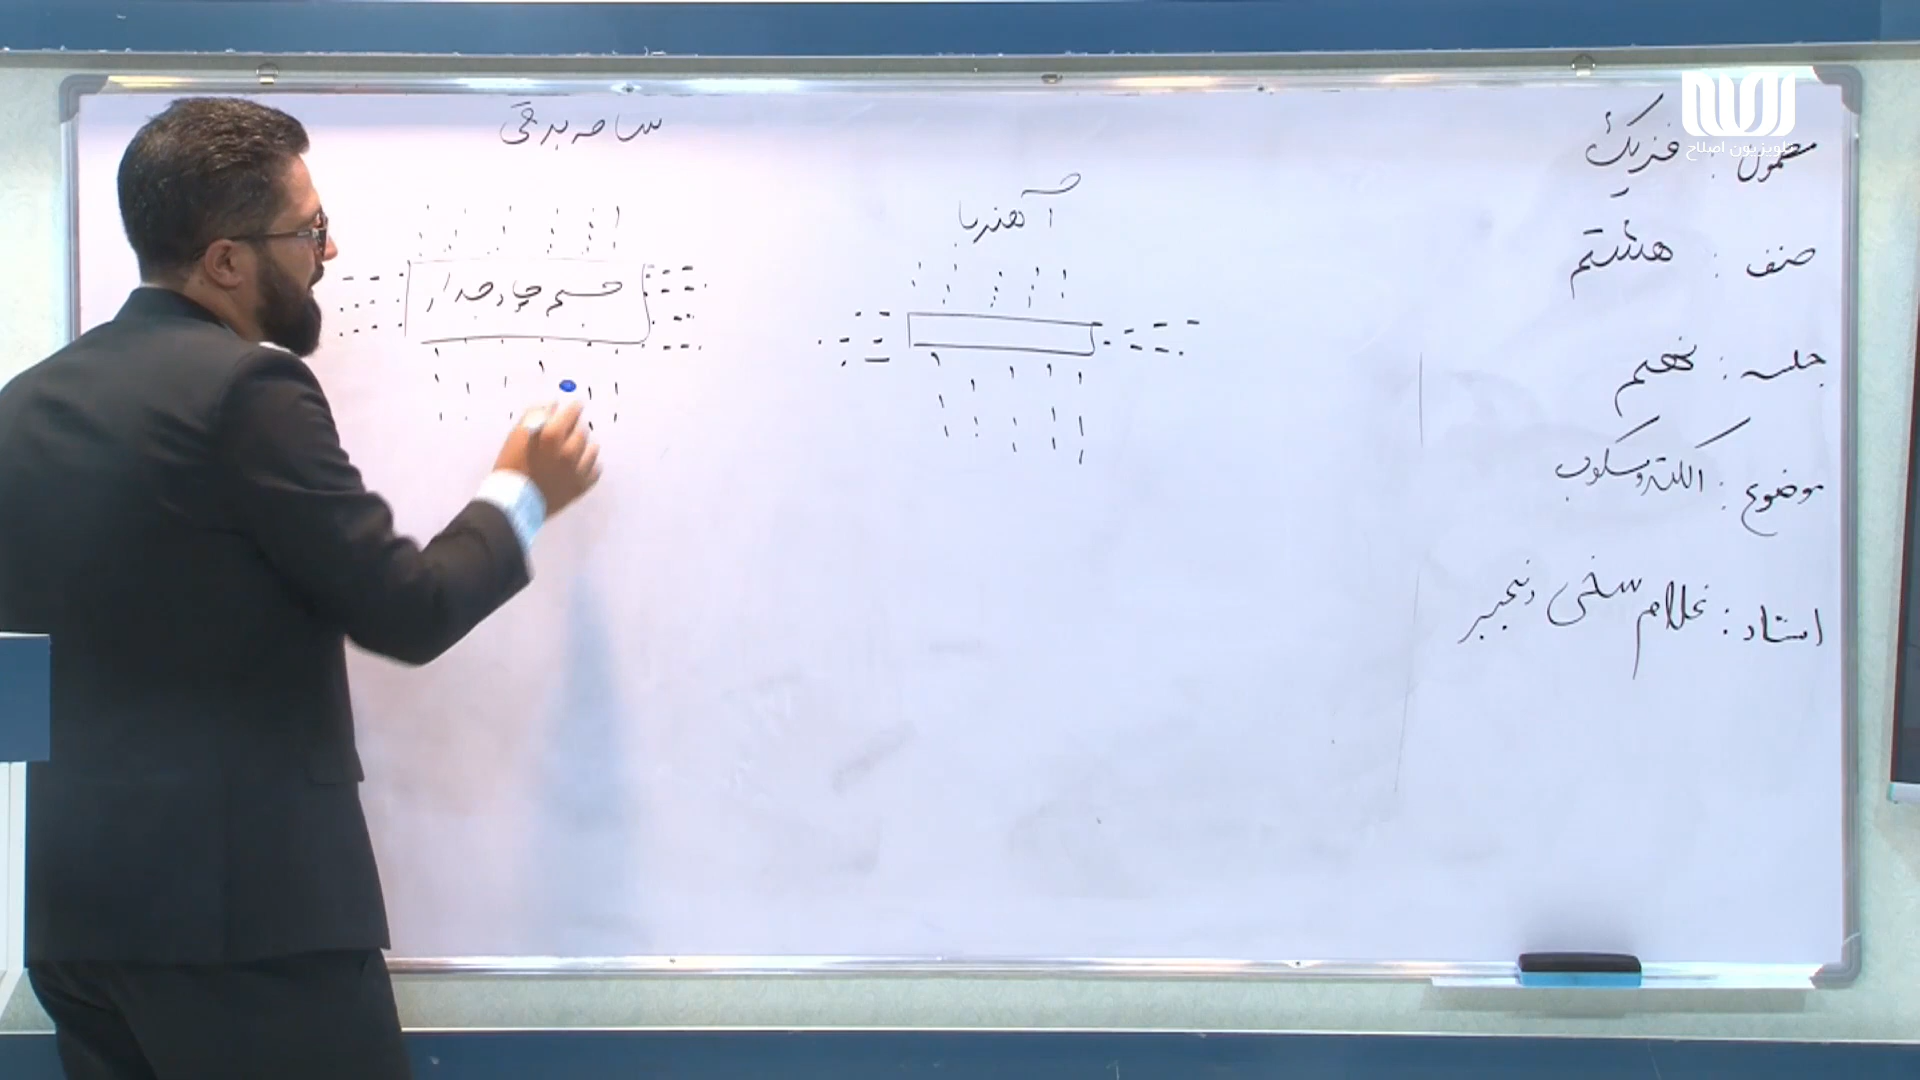 تلویزیون اصلاح
مضمون : فزیک
صنف : هشتم
جلسه : نهم
موضوع : الکتروسکوپ
استاد : غلام سخی رنجبر
ساحه برقی
آهنربا
جسم چارجدار